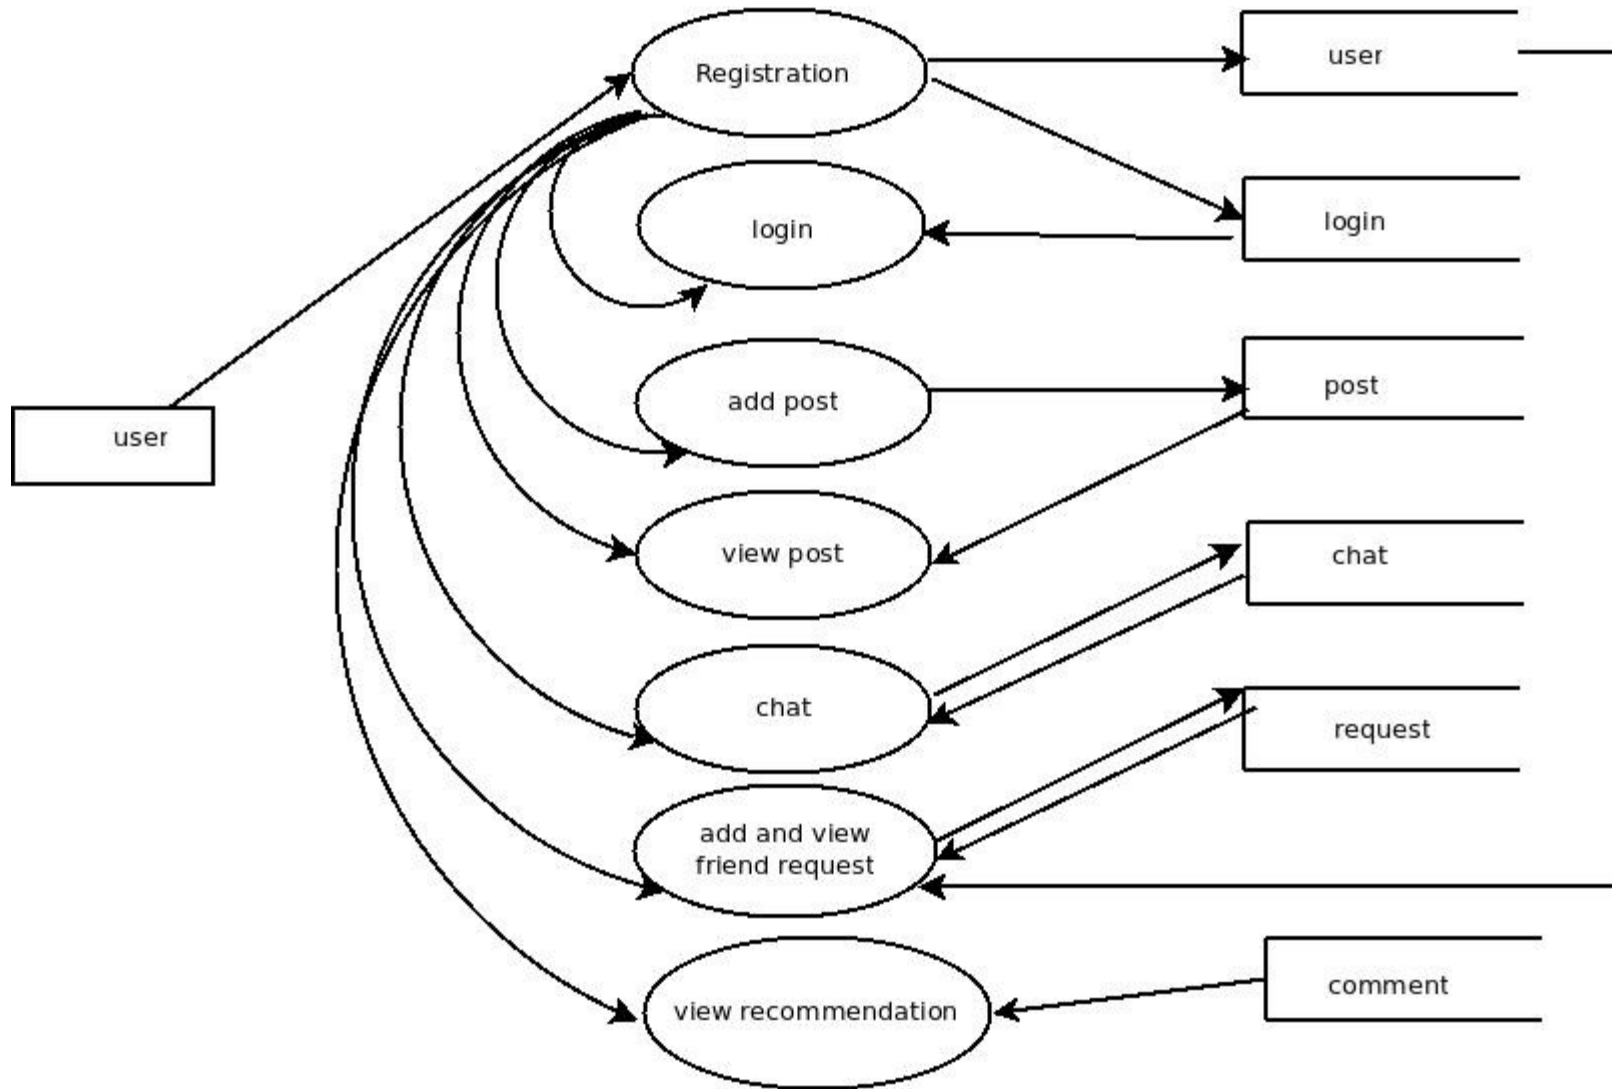 Registration
user
login
login
user
add post
post
view post
chat
chat
request
add and view
friend request
view recommendation
comment